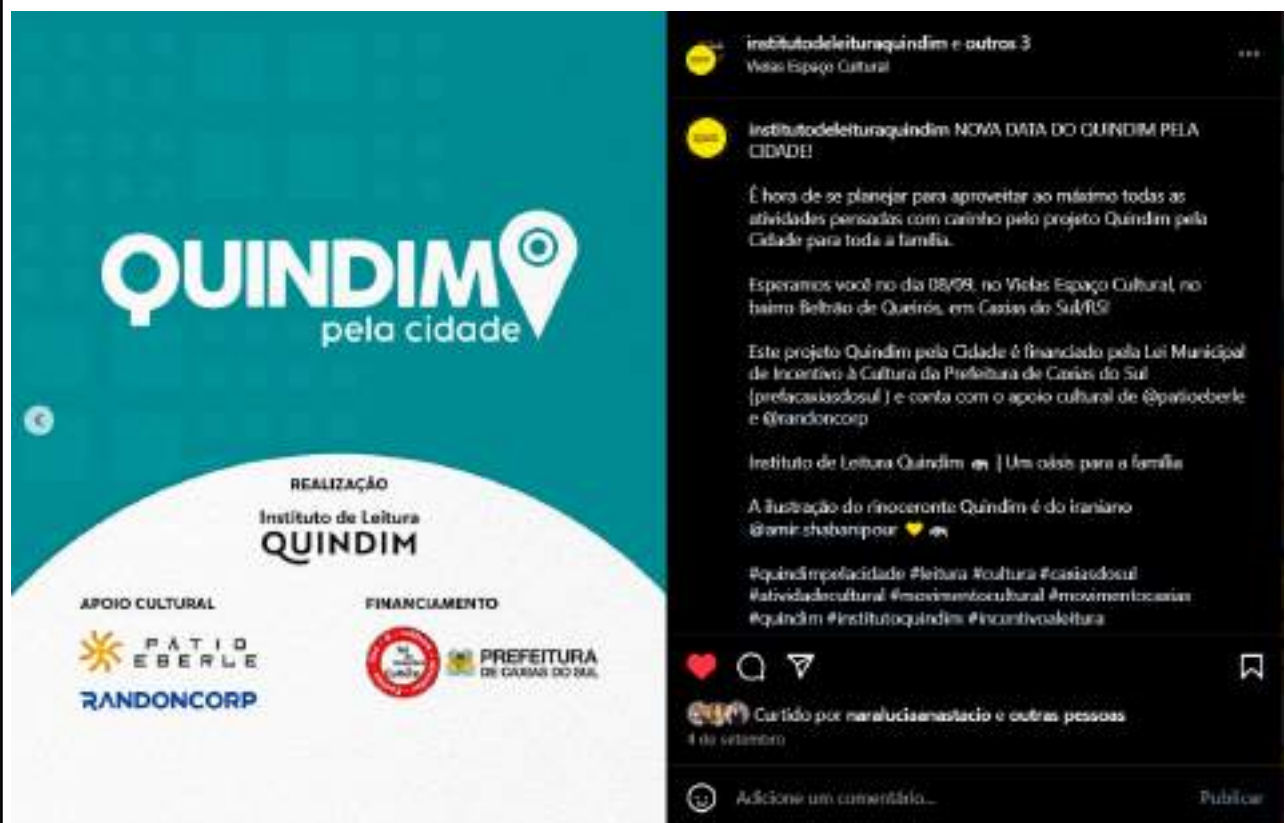 QUINDIM
pela cidade
REALIZAÇÃO
Instituto de Leitura
QUINDIM
APOIO CULTURAL
PÁTIO
EBERLE
RANDONCORP
FINANCIAMENTO
PREFEITURA
DE CAXIAS DO SUL
institutodeleituraquindim e outros 3
Vielas Espaço Cultural
institutodeleituraquindim NOVA DATA DO QUINDIM PELA
CIDADE!
É hora de se planejar para aproveitar ao máximo todas as
atividades pensadas com carinho pelo projeto Quindim pela
Cidade para toda a família.
Esperamos você no dia 08/09, no Vielas Espaço Cultural, no
bairro Beltrão de Queirós, em Caxias do Sul/RS!
Este projeto Quindim pela Cidade é financiado pela Lei Municipal
de Incentivo à Cultura da Prefeitura de Caxias do Sul
(prefacaxiasdosul ) e conta com o apoio cultural de @patioeberle
e @randoncorp
Instituto de Leitura Quindim 🦏 | Um oásis para a família
A ilustração do rinoceronte Quindim é do iraniano
@amir.shabanipour 💛 🦏
#quindimpelacidade #leitura #cultura #caxiasdosul
#atividadecultural #movimentocultural #movimentocaxias
#quindim #institutoquindim #incentivoaleitura
Curtido por naraluciaanastacio e outras pessoas
4 de setembro
Adicione um comentário...
Publicar